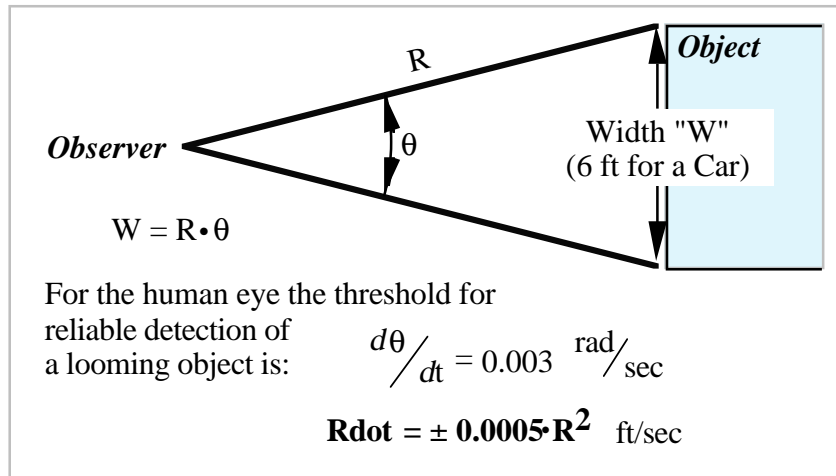 Object
R
Observer
θ
Width "W"
(6 ft for a Car)
W = R•θ
For the human eye the threshold for
reliable detection of
a looming object is: dθ/dt = 0.003 rad/sec
Rdot = ± 0.0005•R² ft/sec